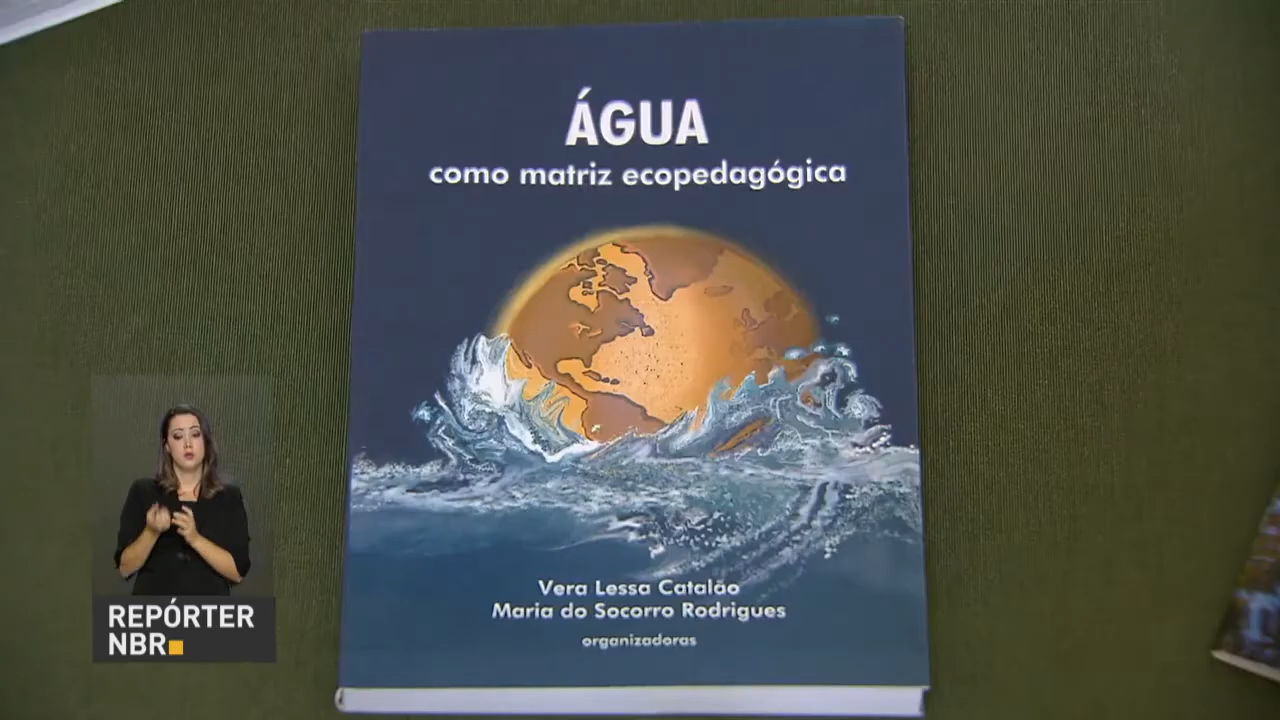 ÁGUA
como matriz ecopedagógica
Vera Lessa Catalão
Maria do Socorro Rodrigues
organizadoras
REPÓRTER
NBR